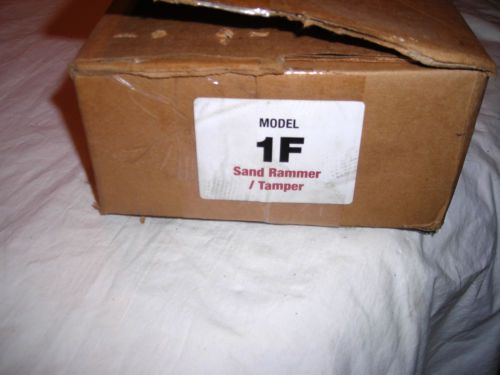 MODEL
1F
Sand Rammer
/ Tamper